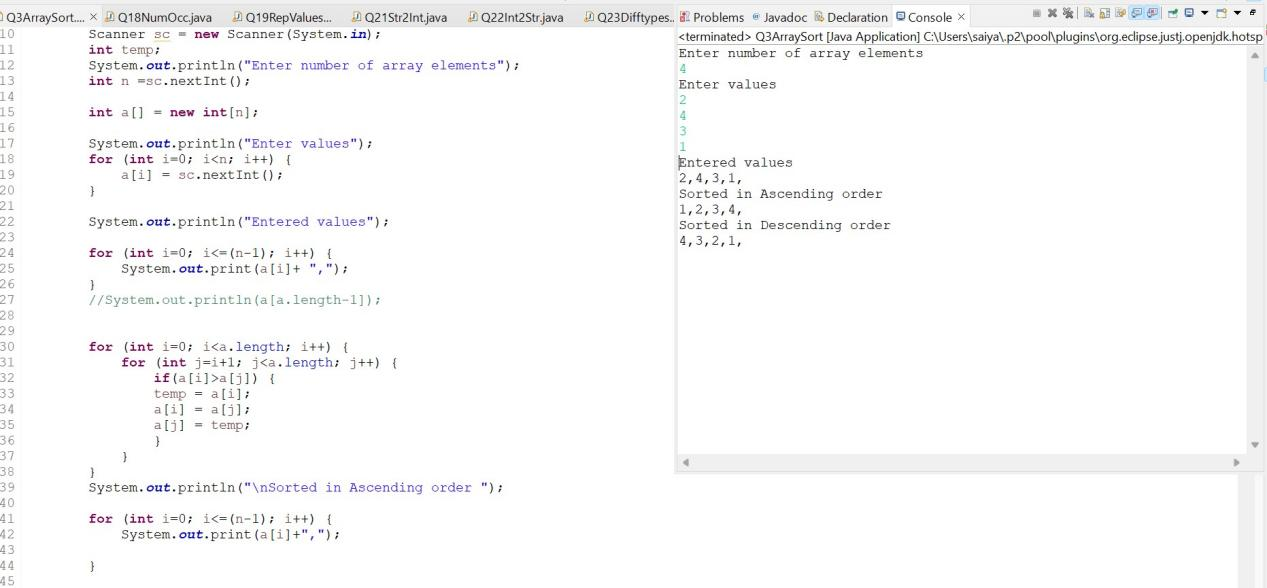 Q3ArraySort.... Q18NumOcc.java Q19RepValues... Q21Str2Int.java Q22Int2Str.java Q23Difftypes..
10 Scanner sc = new Scanner(System.in);
11 int temp;
12 System.out.println("Enter number of array elements");
13 int n =sc.nextInt();
14
15 int a[] = new int[n];
16
17 System.out.println("Enter values");
18 for (int i=0; i<n; i++) {
19 a[i] = sc.nextInt();
20 }
21
22 System.out.println("Entered values");
23
24 for (int i=0; i<=(n-1); i++) {
25 System.out.print(a[i]+ ",");
26 }
27 //System.out.println(a[a.length-1]);
28
29
30 for (int i=0; i<a.length; i++) {
31 for (int j=i+1; j<a.length; j++) {
32 if(a[i]>a[j]) {
33 temp = a[i];
34 a[i] = a[j];
35 a[j] = temp;
36 }
37 }
38 }
39 System.out.println("\nSorted in Ascending order ");
40
41 for (int i=0; i<=(n-1); i++) {
42 System.out.print(a[i]+",");
43
44 }
45
Problems @ Javadoc Declaration Console
<terminated> Q3ArraySort [Java Application] C:\Users\saiya\.p2\pool\plugins\org.eclipse.justj.openjdk.hotsp
Enter number of array elements
4
Enter values
2
4
3
1
Entered values
2,4,3,1,
Sorted in Ascending order
1,2,3,4,
Sorted in Descending order
4,3,2,1,